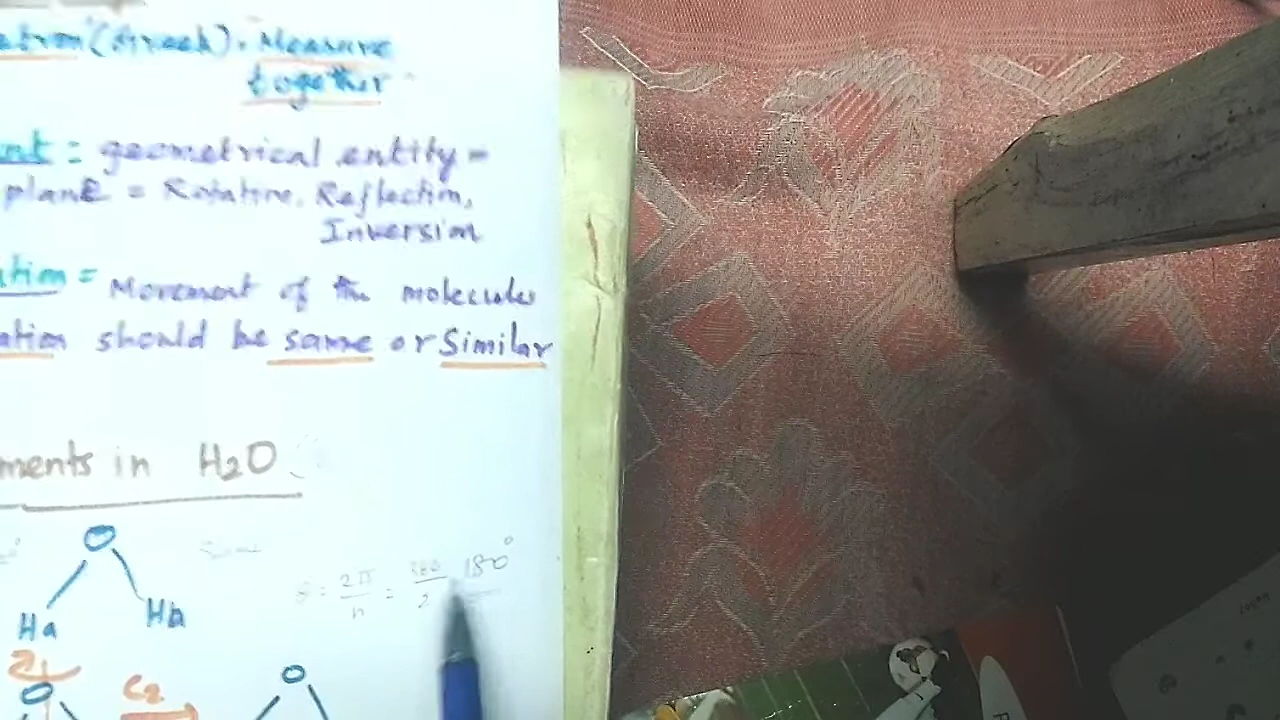 (Greek). Measure
together
geometrical entity =
plane = Rotation, Reflection,
Inversion
= Movement of the molecules
should be same or Similar
ments in H2O
O
Ha
Hb
θ = 2π/n = 360/2 180°
C2
O
O